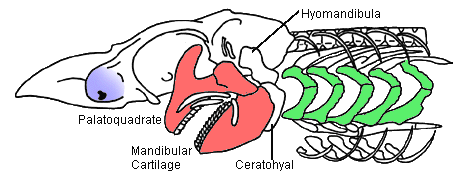 Hyomandibula
Palatoquadrate
Mandibular
Cartilage
Ceratohyal